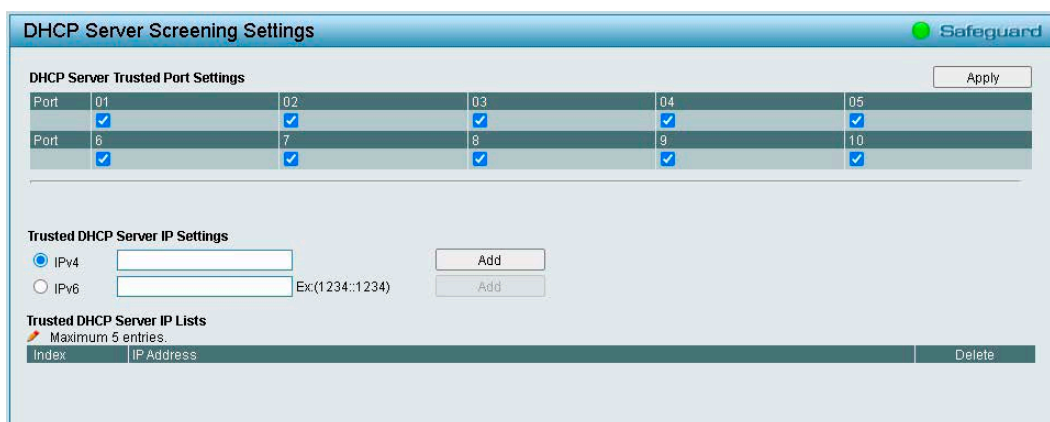 DHCP Server Screening Settings Safeguard
DHCP Server Trusted Port Settings Apply
Port 01 02 03 04 05
Port 6 7 8 9 10
Trusted DHCP Server IP Settings
IPv4 Add
IPv6 Ex:(1234::1234) Add
Trusted DHCP Server IP Lists
Maximum 5 entries.
Index IP Address Delete